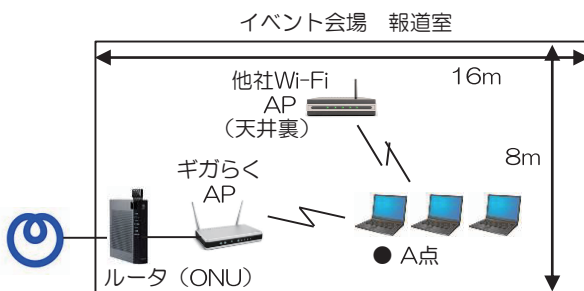 イベント会場 報道室
16m
他社Wi-Fi
AP
(天井裏)
8m
ギガらく
AP
● A点
ルータ(ONU)